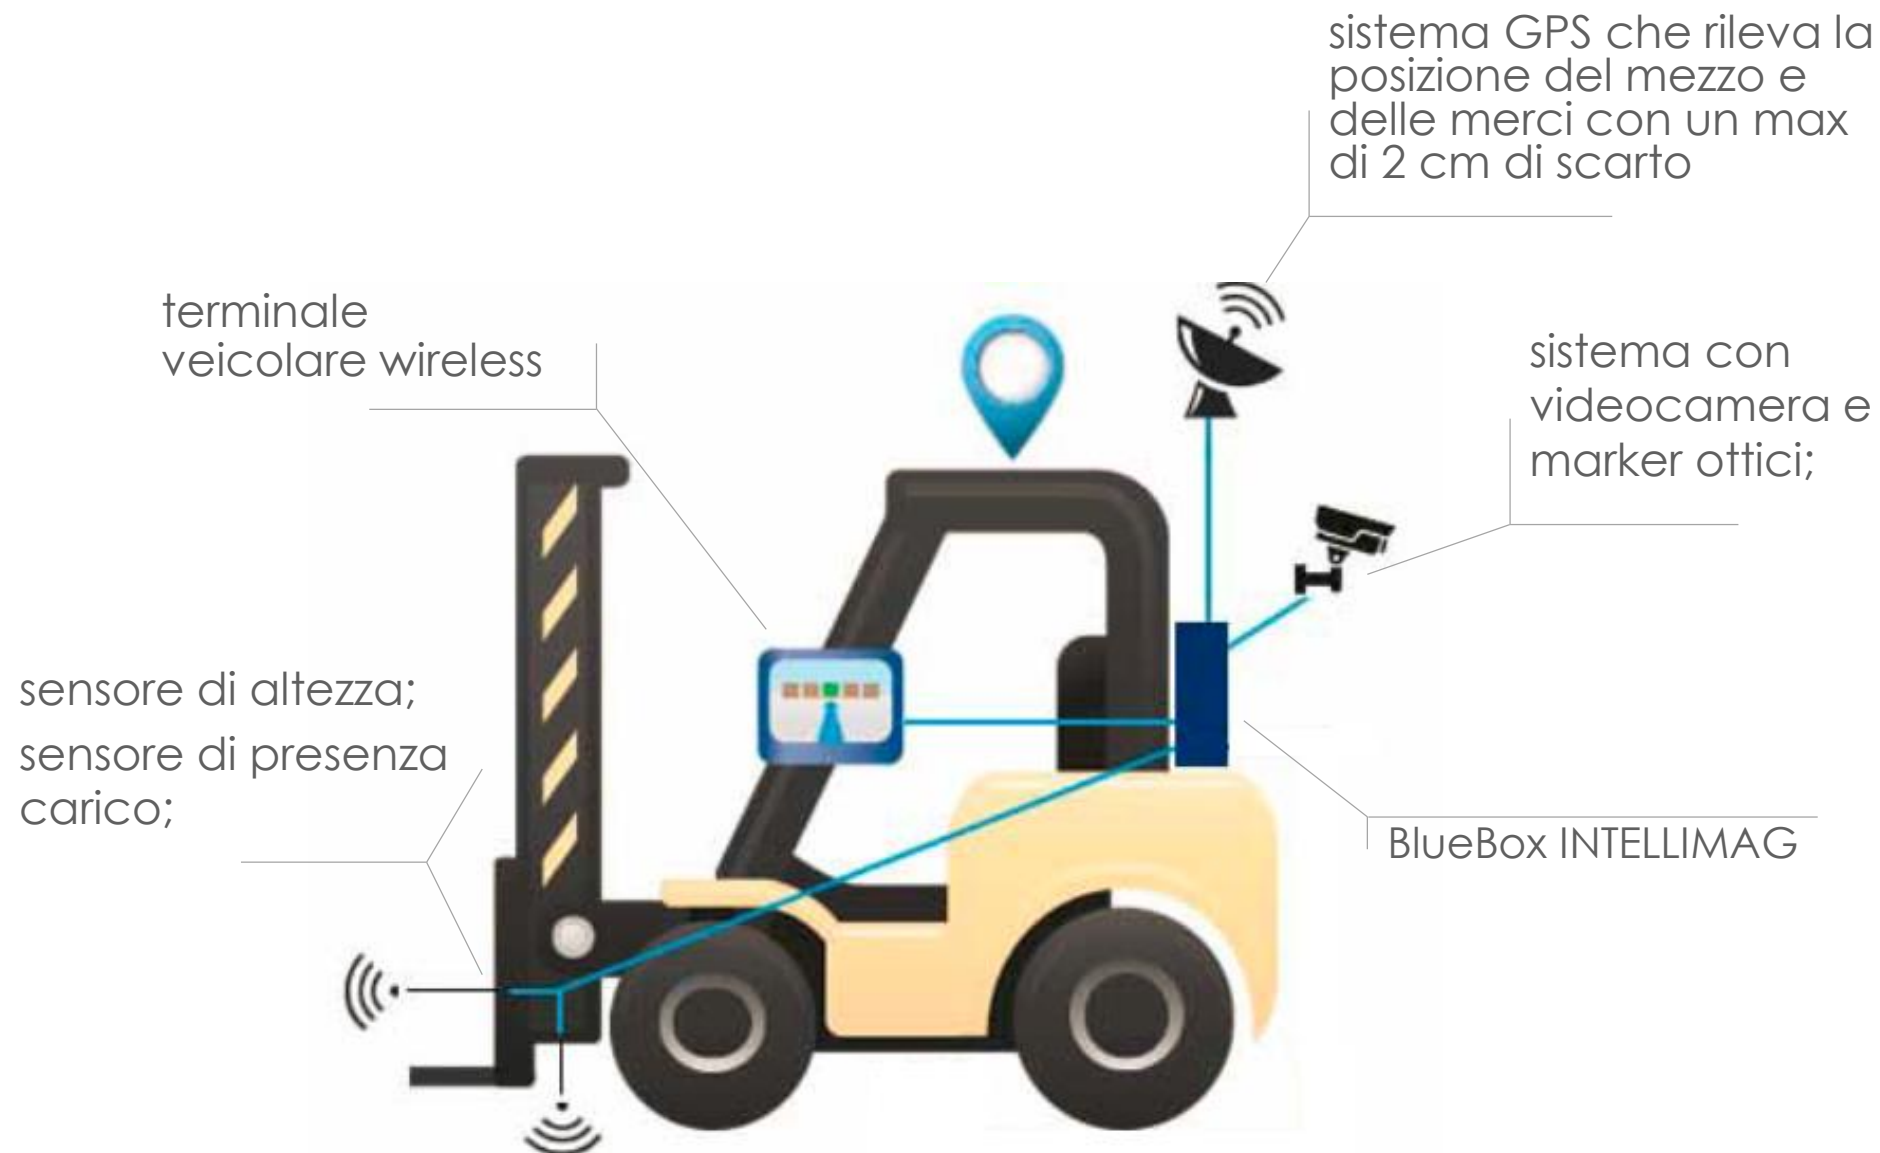 sistema GPS che rileva la
posizione del mezzo e
delle merci con un max
di 2 cm di scarto
terminale
veicolare wireless
sistema con
videocamera e
marker ottici;
sensore di altezza;
sensore di presenza
carico;
BlueBox INTELLIMAG